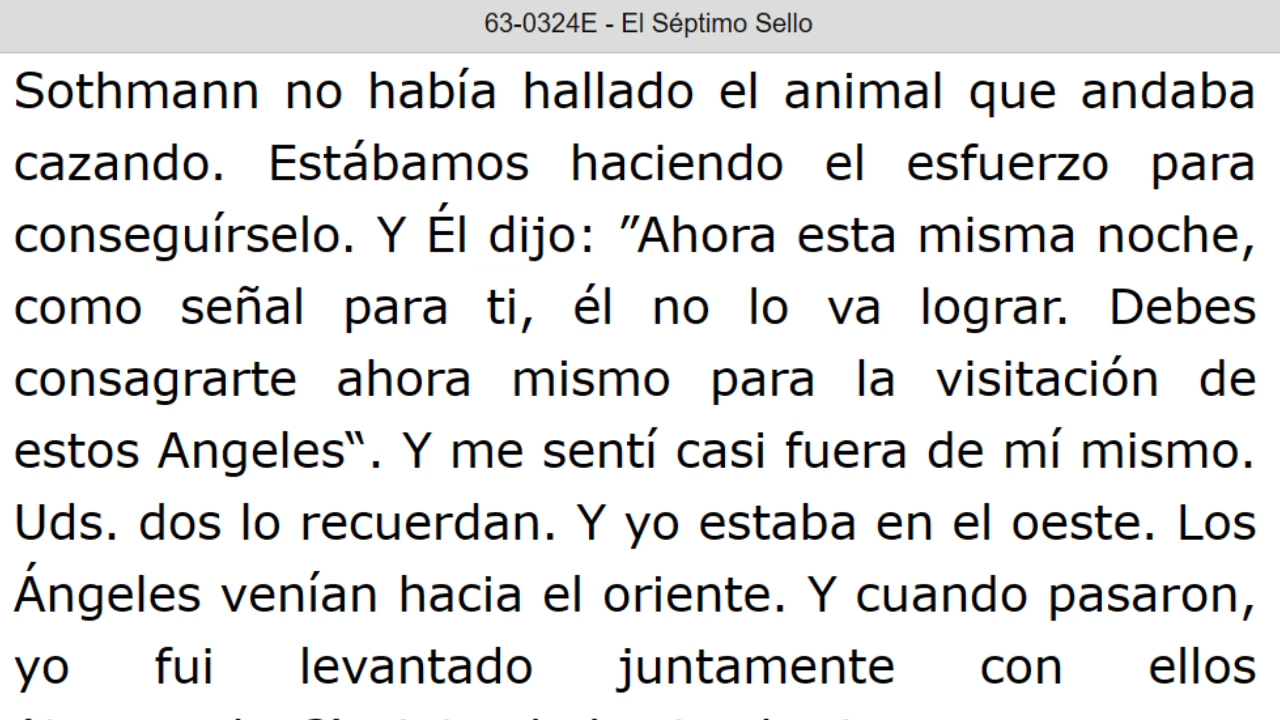 63-0324E - El Séptimo Sello
Sothmann no había hallado el animal que andaba
cazando. Estábamos haciendo el esfuerzo para
conseguírselo. Y Él dijo: ”Ahora esta misma noche,
como señal para ti, él no lo va lograr. Debes
consagrarte ahora mismo para la visitación de
estos Angeles“. Y me sentí casi fuera de mí mismo.
Uds. dos lo recuerdan. Y yo estaba en el oeste. Los
Ángeles venían hacia el oriente. Y cuando pasaron,
yo fui levantado juntamente con ellos